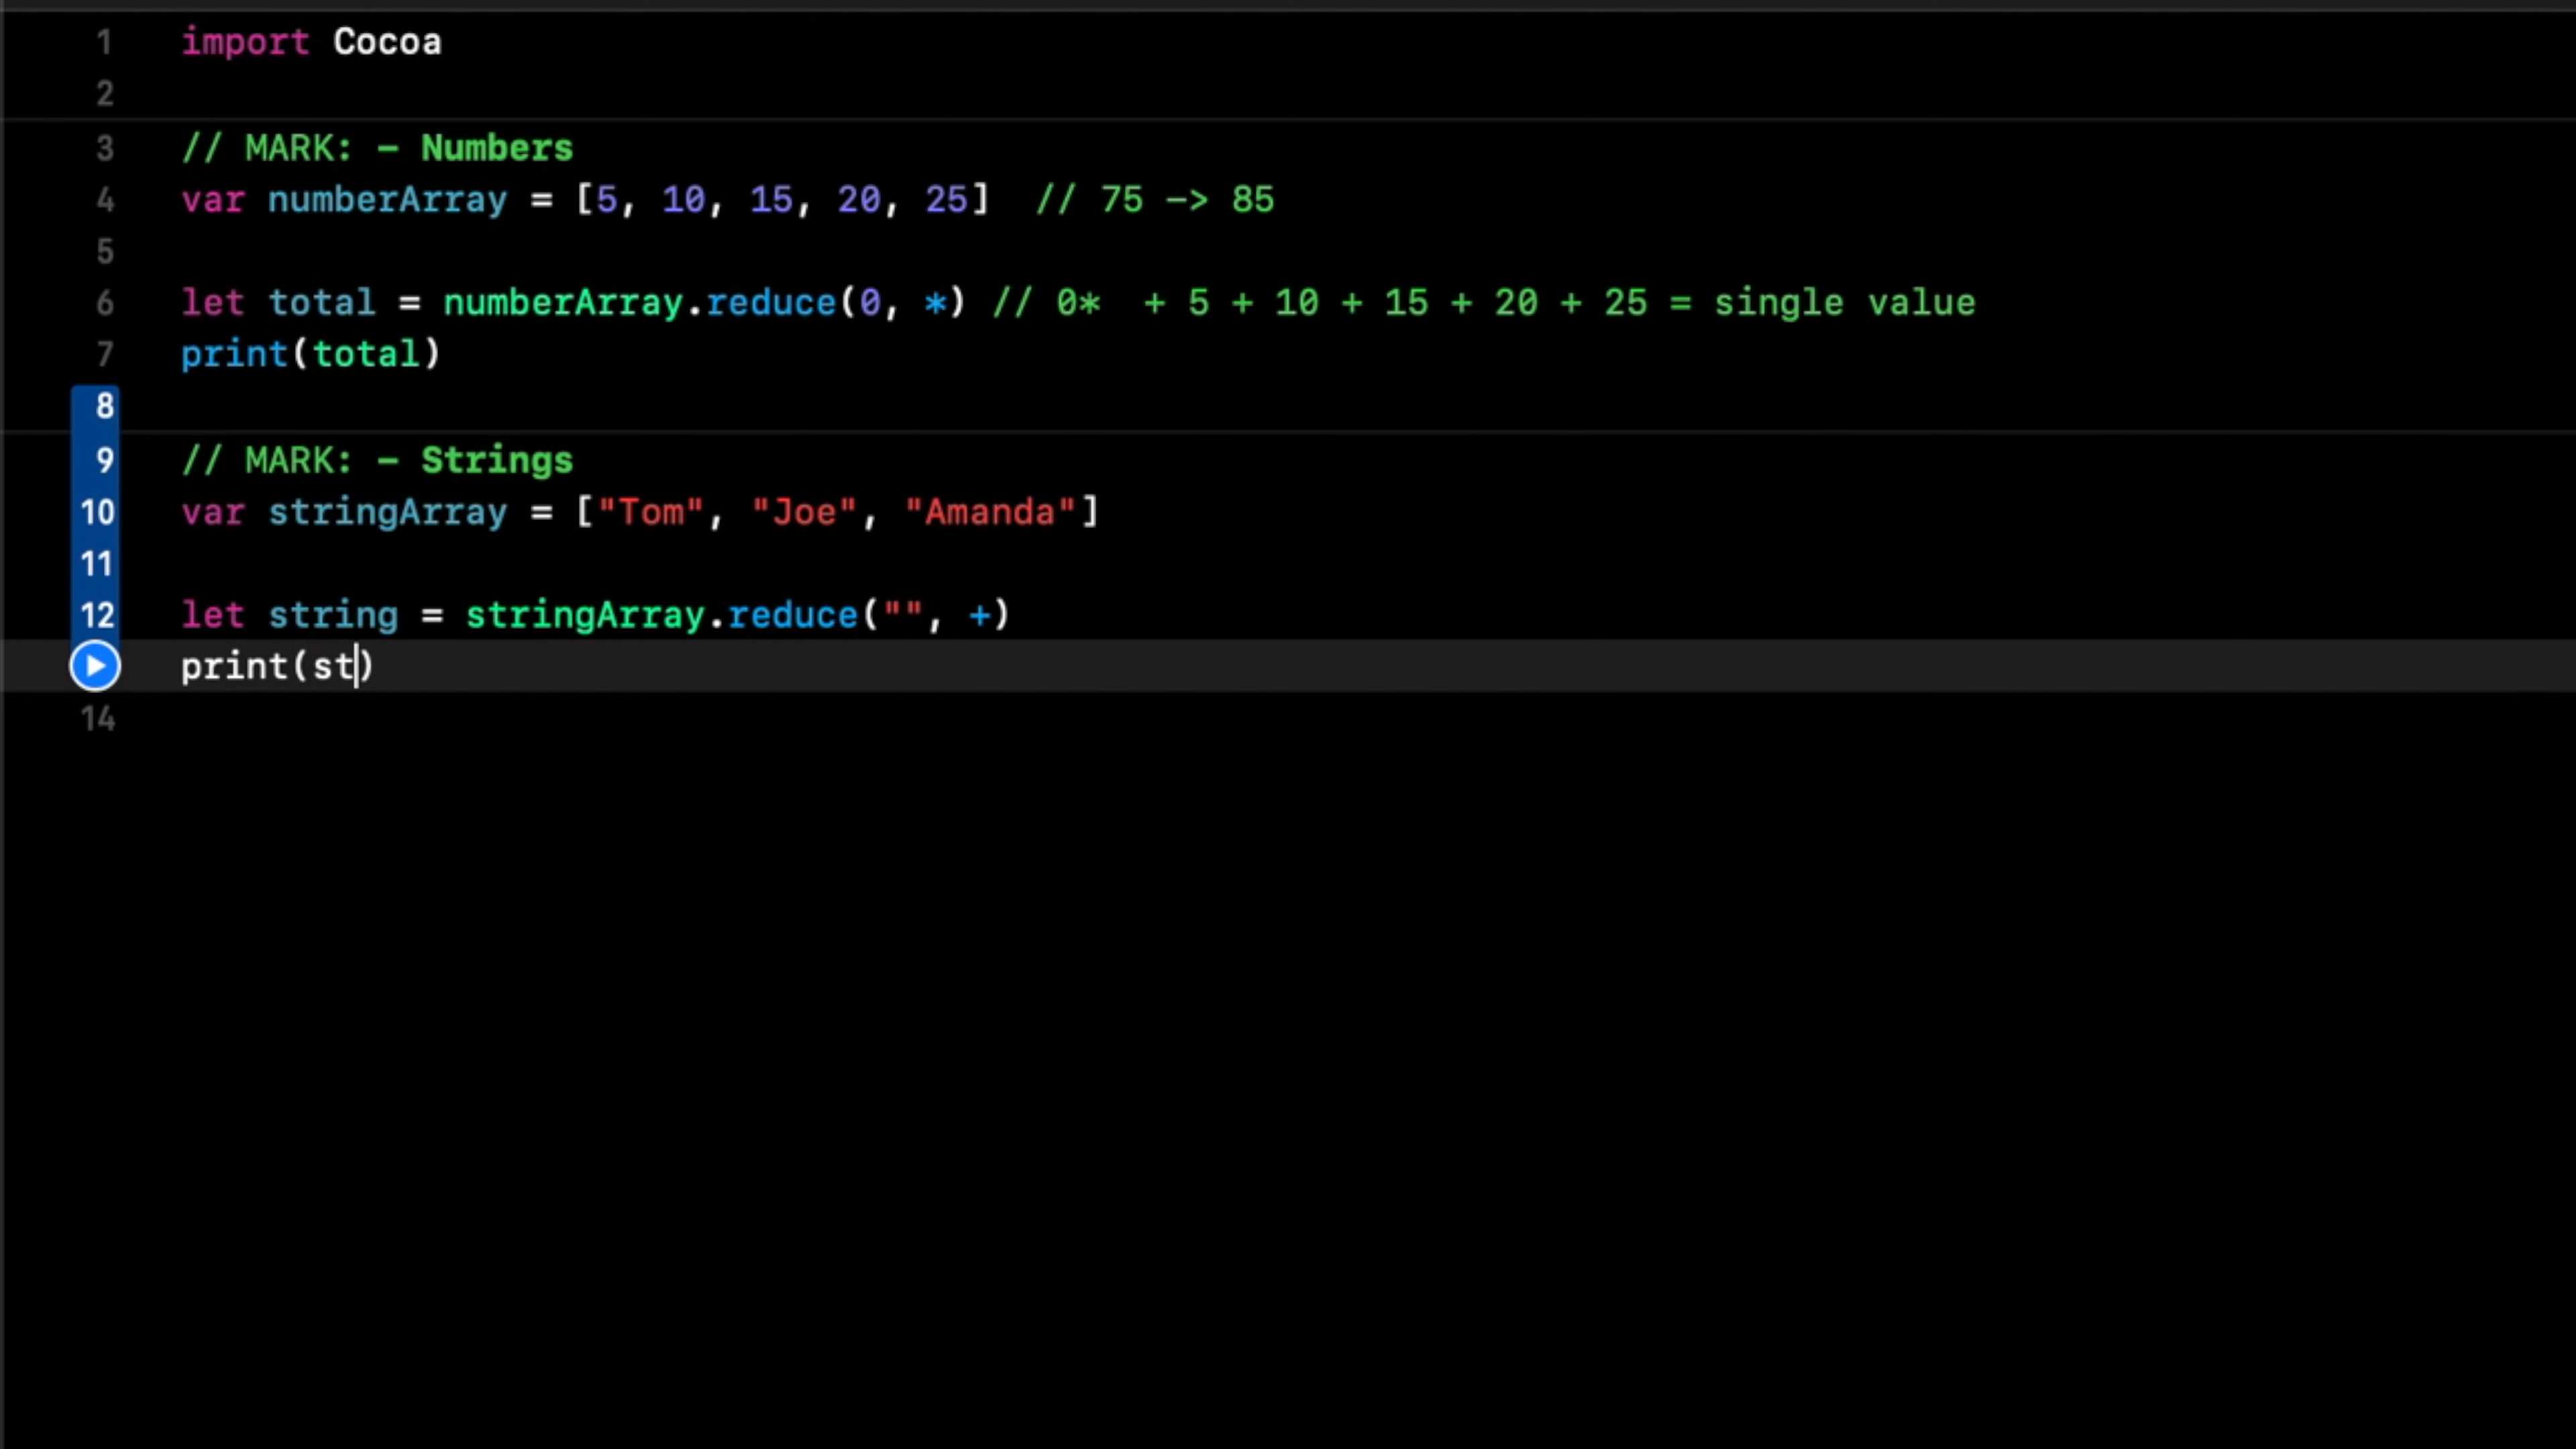 1 import Cocoa
2
3 // MARK: - Numbers
4 var numberArray = [5, 10, 15, 20, 25]  // 75 -> 85
5
6 let total = numberArray.reduce(0, *) // 0*  + 5 + 10 + 15 + 20 + 25 = single value
7 print(total)
8
9 // MARK: - Strings
10 var stringArray = ["Tom", "Joe", "Amanda"]
11
12 let string = stringArray.reduce("", +)
print(st)
14